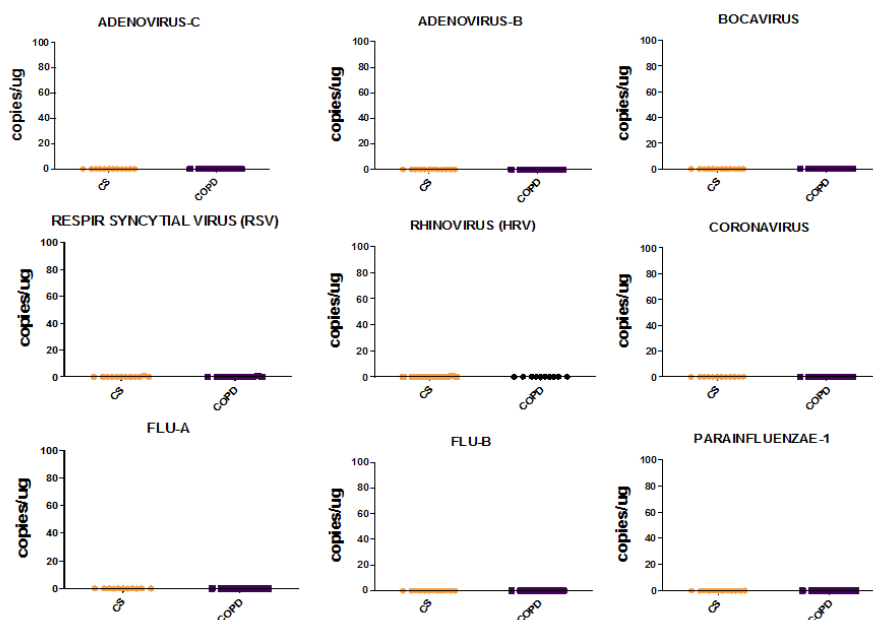 ADENOVIRUS-C
copies/ug
100
80
60
40
20
0
CS
COPD
ADENOVIRUS-B
copies/ug
100
80
60
40
20
0
CS
COPD
BOCAVIRUS
copies/ug
100
80
60
40
20
0
CS
COPD
RESPIR SYNCYTIAL VIRUS (RSV)
copies/ug
100
80
60
40
20
0
CS
COPD
RHINOVIRUS (HRV)
copies/ug
100
80
60
40
20
0
CS
COPD
CORONAVIRUS
copies/ug
100
80
60
40
20
0
CS
COPD
FLU-A
copies/ug
100
80
60
40
20
0
CS
COPD
FLU-B
copies/ug
100
80
60
40
20
0
CS
COPD
PARAINFLUENZAE-1
copies/ug
100
80
60
40
20
0
CS
COPD